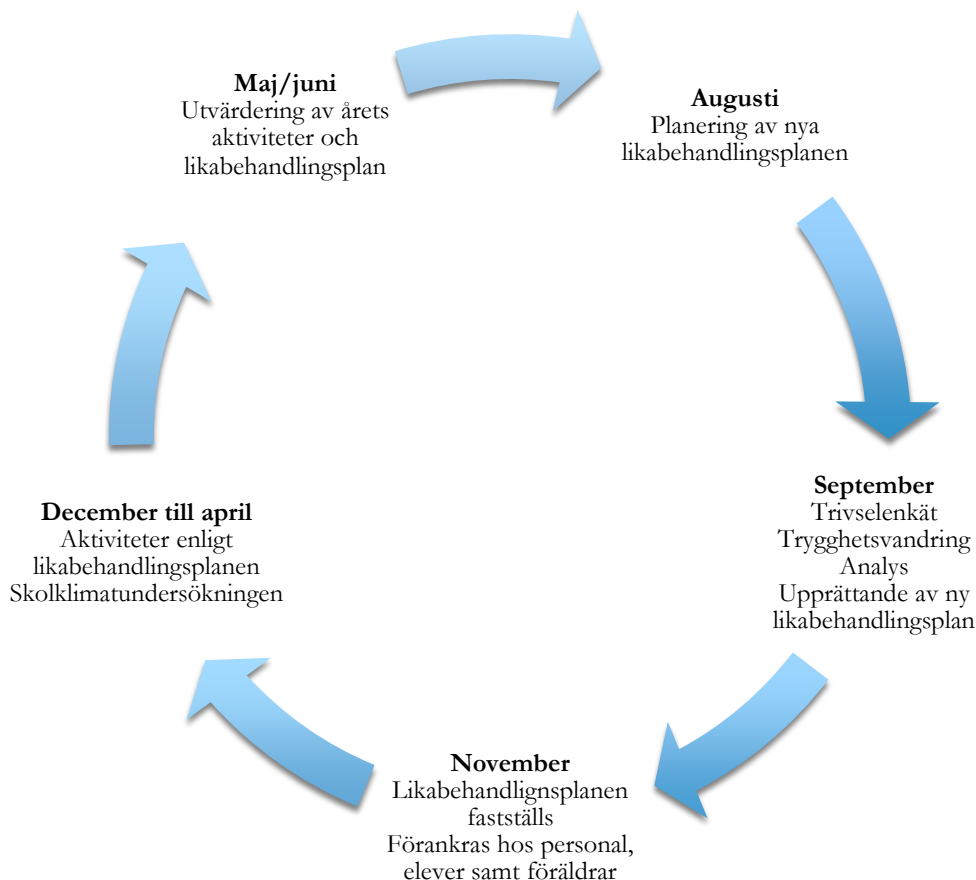 Maj/juni
Utvärdering av årets
aktiviteter och
likabehandlingsplan
Augusti
Planering av nya
likabehandlingsplanen
September
Trivselenkät
Trygghetsvandring
Analys
Upprättande av ny
likabehandlingsplan
November
Likabehandlignsplanen
fastställs
Förankras hos personal,
elever samt föräldrar
December till april
Aktiviteter enligt
likabehandlingsplanen
Skolklimatundersökningen